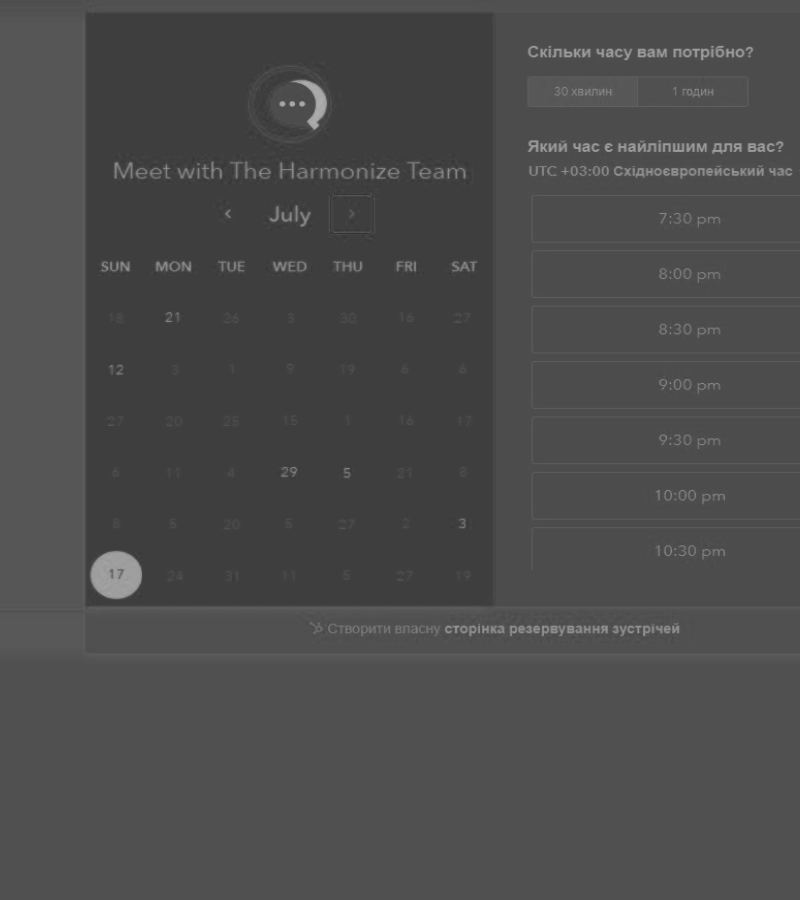 Meet with The Harmonize Team
July
SUN MON TUE WED THU FRI SAT
18 21 26 3 30 16 27
12 3 1 9 19 6 6
27 20 25 15 1 16 17
6 11 4 29 5 21 8
8 5 20 5 27 2 3
17 24 31 11 5 27 19
Скільки часу вам потрібно?
30 хвилин 1 годин
Який час є найліпшим для вас?
UTC +03:00 Східноєвропейський час
7:30 pm
8:00 pm
8:30 pm
9:00 pm
9:30 pm
10:00 pm
10:30 pm
Створити власну сторінка резервування зустрічей